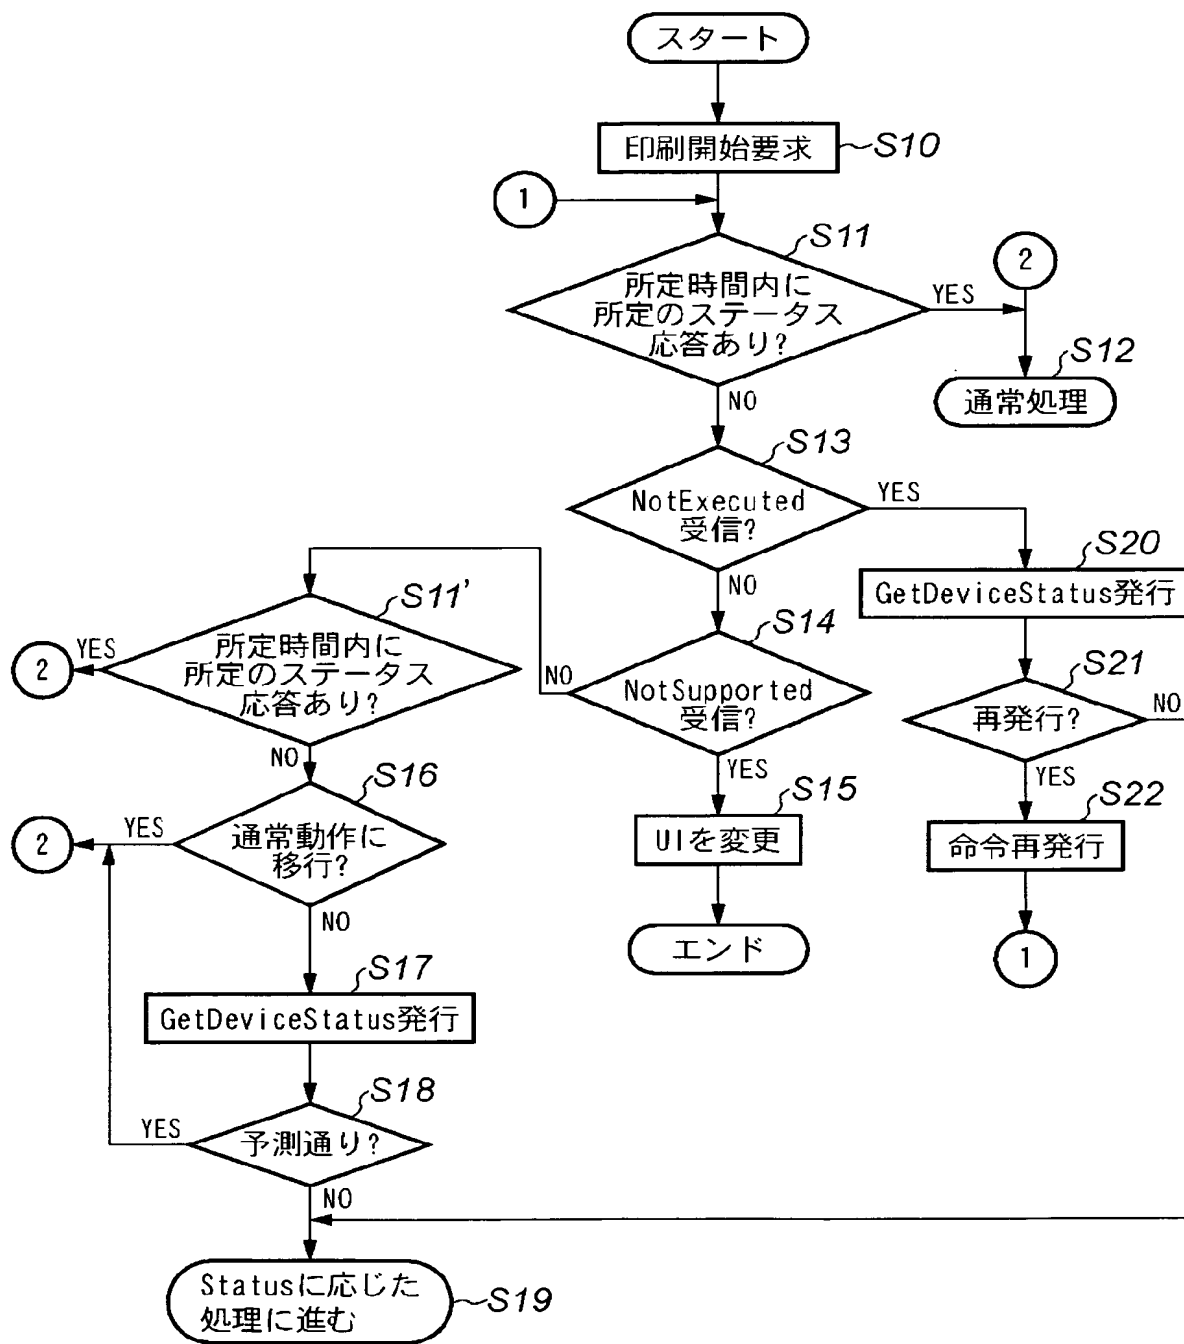 スタート
印刷開始要求
S10
1
S11
所定時間内に
所定のステータス
応答あり?
YES
2
S12
通常処理
NO
S13
NotExecuted
受信?
YES
NO
S20
GetDeviceStatus発行
S11'
所定時間内に
所定のステータス
応答あり?
YES
2
NO
S14
NotSupported
受信?
NO
YES
S21
再発行?
NO
YES
S16
通常動作に
移行?
YES
2
NO
S15
UIを変更
エンド
S22
命令再発行
1
S17
GetDeviceStatus発行
S18
予測通り?
YES
NO
Statusに応じた
処理に進む
S19